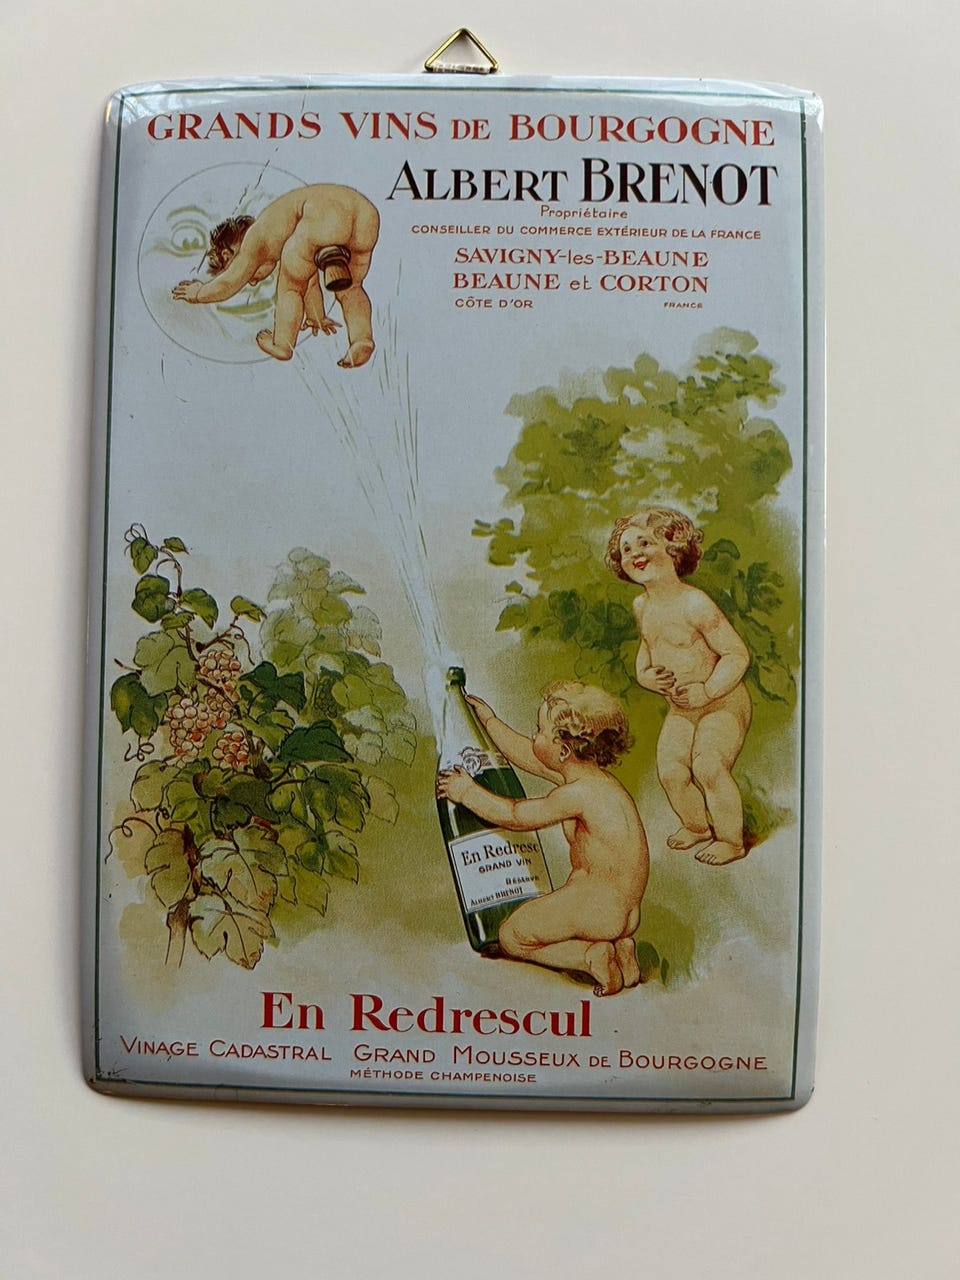 GRANDS VINS DE BOURGOGNE
ALBERT BRENOT
Propriétaire
CONSEILLER DU COMMERCE EXTÉRIEUR DE LA FRANCE
SAVIGNY-les-BEAUNE
BEAUNE et CORTON
CÔTE D'OR FRANCE
En Redresc
GRAND VIN
RÉSERVE
ALBERT BRENOT
En Redrescul
VINAGE CADASTRAL GRAND MOUSSEUX DE BOURGOGNE
MÉTHODE CHAMPENOISE